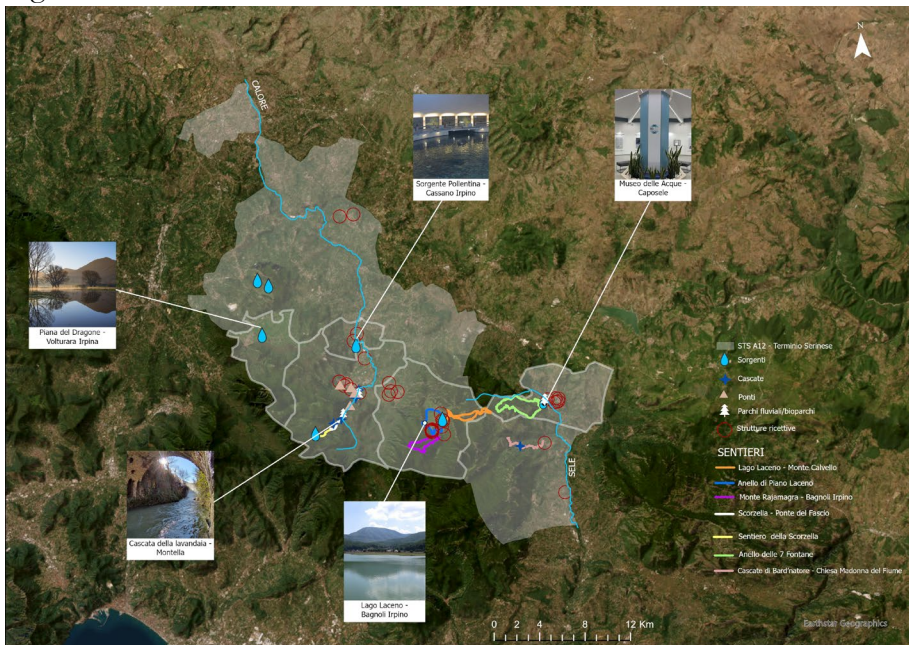 N
CALORE
Sorgente Pollentina -
Cassano Irpino
Museo delle Acque -
Caposele
Piana del Dragone -
Volturara Irpina
STS A12 - Terminio Serinese
Sorgenti
Cascate
Ponti
Parchi fluviali/bioparchi
Strutture ricettive
SENTIERI
SELE
Lago Laceno - Monte Calvello
Anello di Piano Laceno
Monte Rajamagra - Bagnoli Irpino
Scorzella - Ponte del Fascio
Sentiero della Scorzella
Anello delle 7 Fontane
Cascate di Bard'natore - Chiesa Madonna del Fiume
Cascata della lavandaia -
Montella
Lago Laceno -
Bagnoli Irpino
0 2 4 8 12 Km
Earthstar Geographics